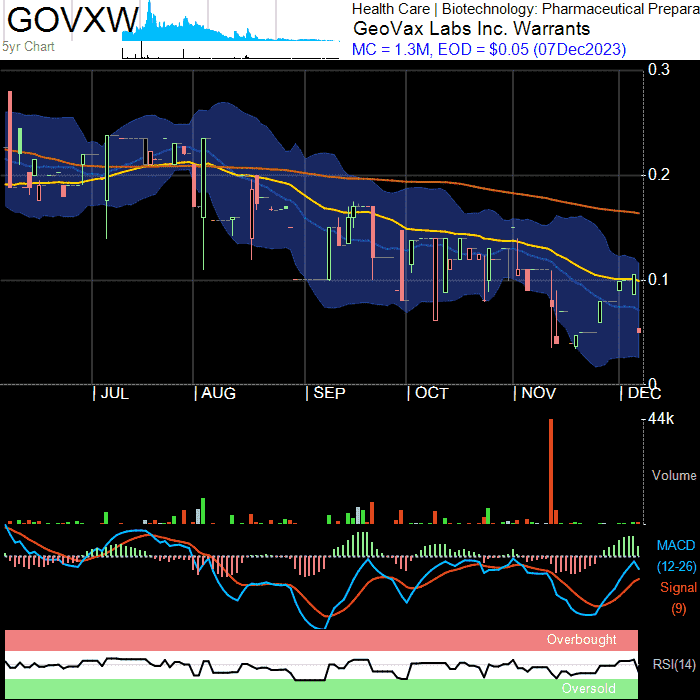 GOVXW
5yr Chart
Health Care | Biotechnology: Pharmaceutical Prepara
GeoVax Labs Inc. Warrants
MC = 1.3M, EOD = $0.05 (07Dec2023)
0.3
0.2
0.1
0
| JUL | AUG | SEP | OCT | NOV | DEC
44k
Volume
MACD
(12-26)
Signal
(9)
Overbought
RSI(14)
Oversold